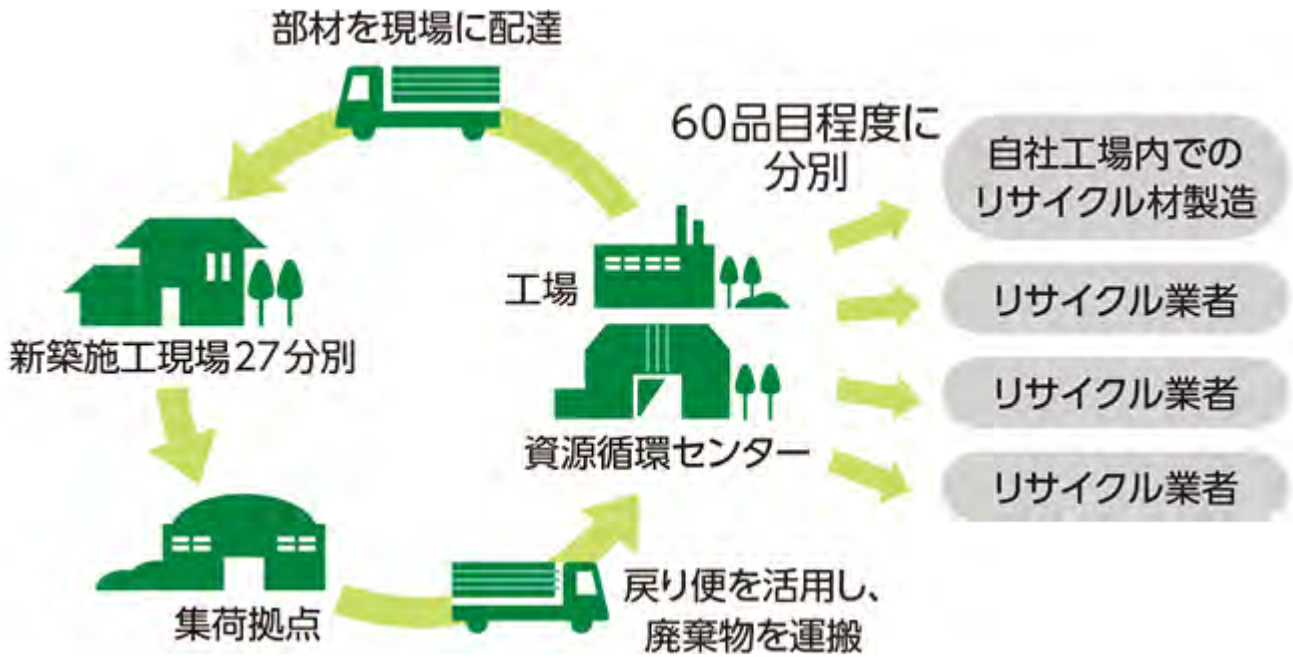 部材を現場に配達
60品目程度に
分別
自社工場内での
リサイクル材製造
工場
リサイクル業者
新築施工現場27分別
リサイクル業者
資源循環センター
リサイクル業者
集荷拠点
戻り便を活用し、
廃棄物を運搬